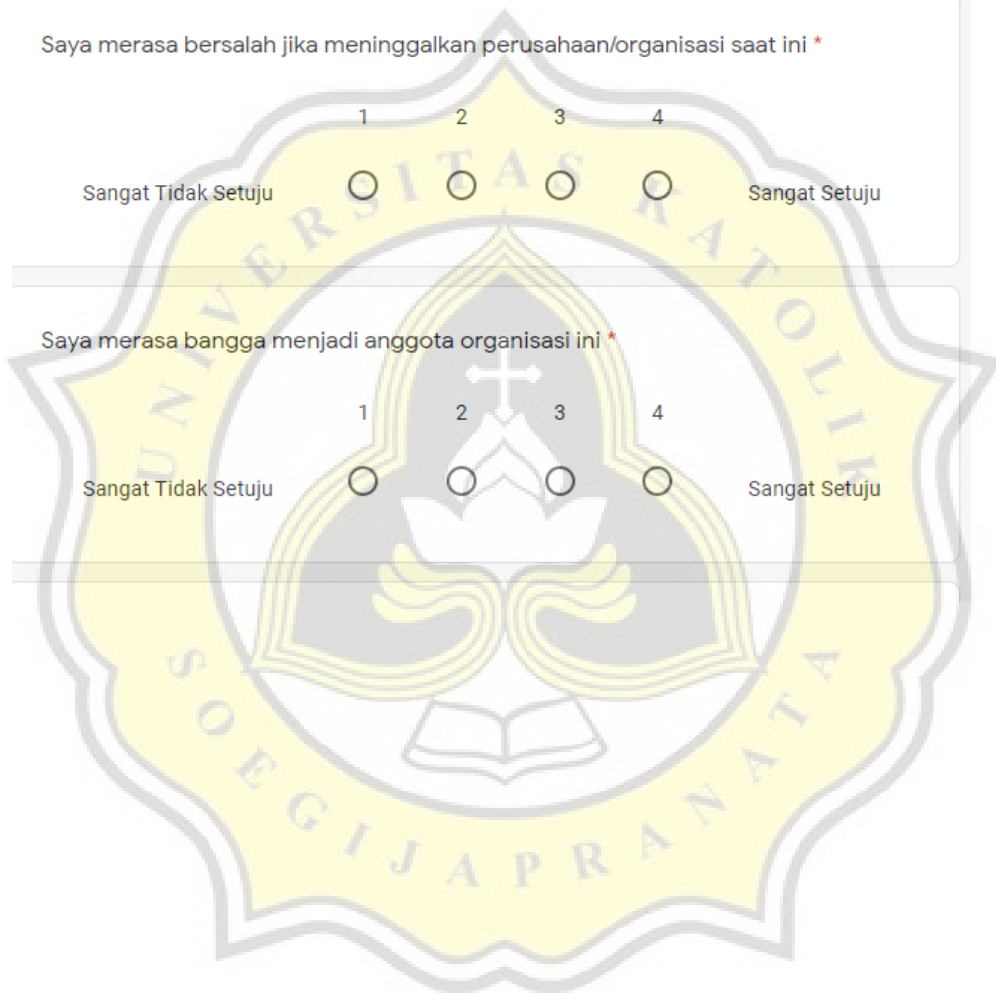 Saya merasa bersalah jika meninggalkan perusahaan/organisasi saat ini *
1 2 3 4
Sangat Tidak Setuju Sangat Setuju
Saya merasa bangga menjadi anggota organisasi ini *
1 2 3 4
Sangat Tidak Setuju Sangat Setuju
UNIVERSITAS KATOLIK
SOEGIJAPRANATA